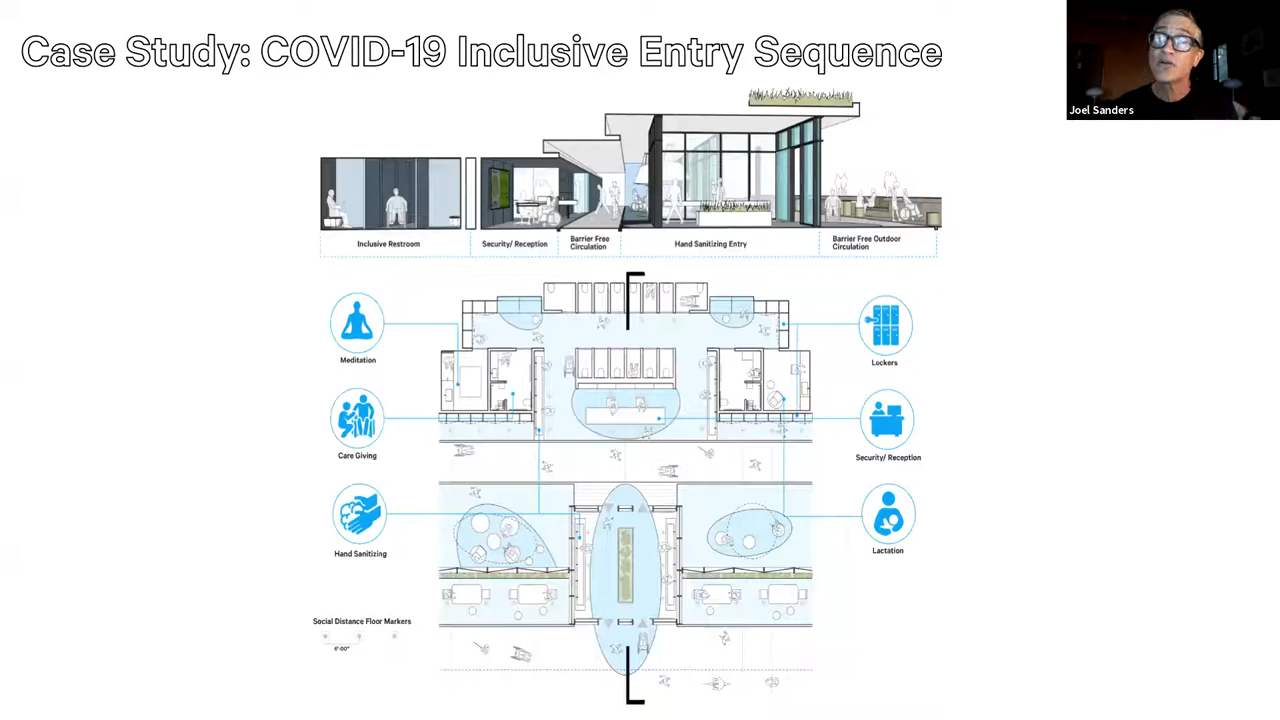 Case Study: COVID-19 Inclusive Entry Sequence
Joel Sanders
Inclusive Restroom
Security/ Reception
Barrier Free
Circulation
Hand Sanitizing Entry
Barrier Free Outdoor
Circulation
Meditation
Lockers
Care Giving
Security/ Reception
Hand Sanitizing
Lactation
Social Distance Floor Markers
6'-00"